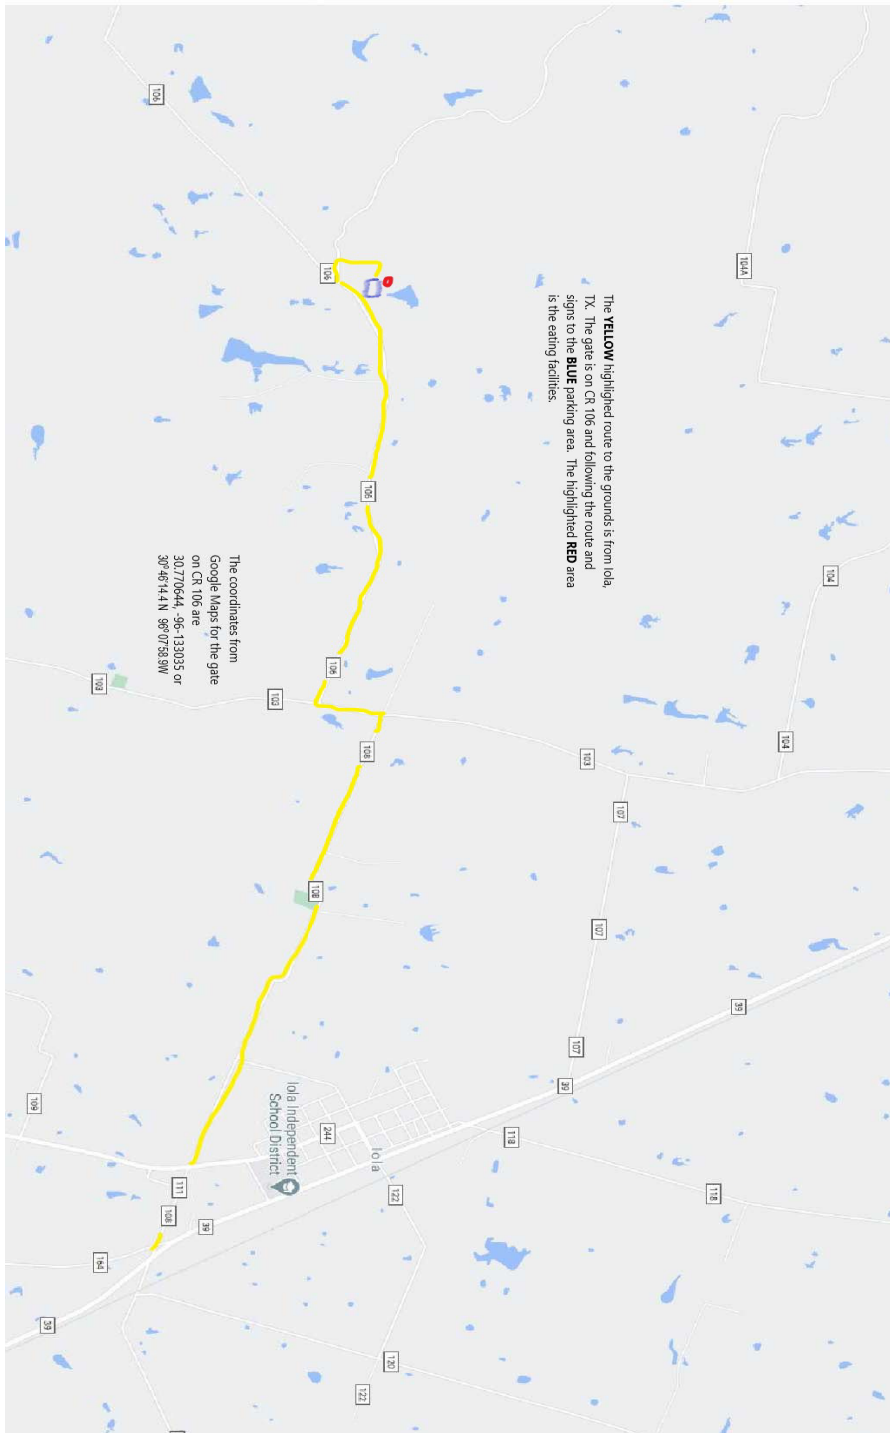 104
104
104A
39
118
107
The YELLOW highlighed route to the grounds is from Iola,
TX. The gate is on CR 106 and following the route and
signs to the BLUE parking area. The highlighted RED area
is the eating facilities.
107
103
107
39
118
122
120
Iola
106
108
122
106
106
244
108
Iola Independent
School District
103
The coordinates from
Google Maps for the gate
on CR 106 are
30.770644, -96-133035 or
30°46'14.4 N 96°07'58.9W
39
111
108
106
164
103
39
109